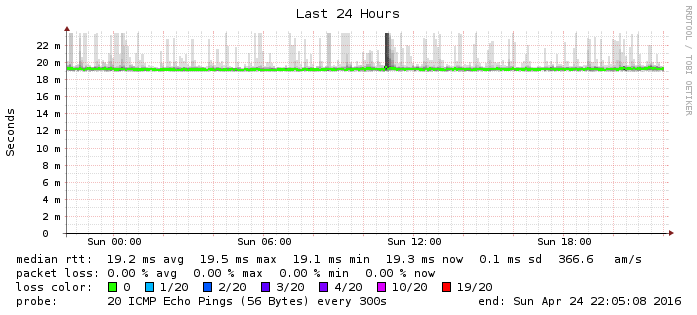 Last 24 Hours
RRDTOOL / TOBI OETIKER
Seconds
22 m
20 m
18 m
16 m
14 m
12 m
10 m
8 m
6 m
4 m
2 m
0
Sun 00:00 Sun 06:00 Sun 12:00 Sun 18:00
median rtt: 19.2 ms avg 19.5 ms max 19.1 ms min 19.3 ms now 0.1 ms sd 366.6 am/s
packet loss: 0.00 % avg 0.00 % max 0.00 % min 0.00 % now
loss color: 0 1/20 2/20 3/20 4/20 10/20 19/20
probe: 20 ICMP Echo Pings (56 Bytes) every 300s end: Sun Apr 24 22:05:08 2016